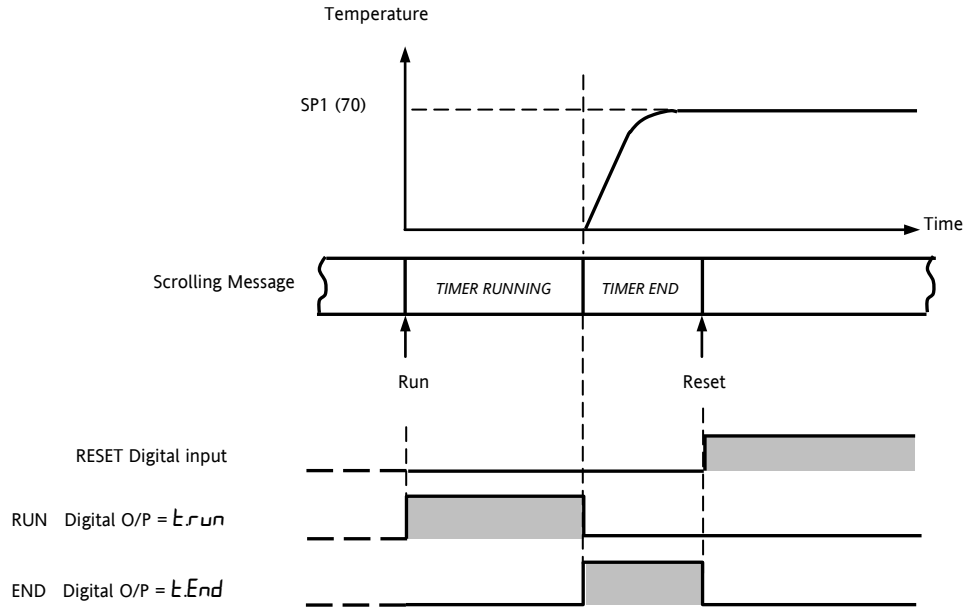 Temperature
SP1 (70)
Time
Scrolling Message
TIMER RUNNING
TIMER END
Run
Reset
RESET Digital input
RUN Digital O/P = t.run
END Digital O/P = t.End